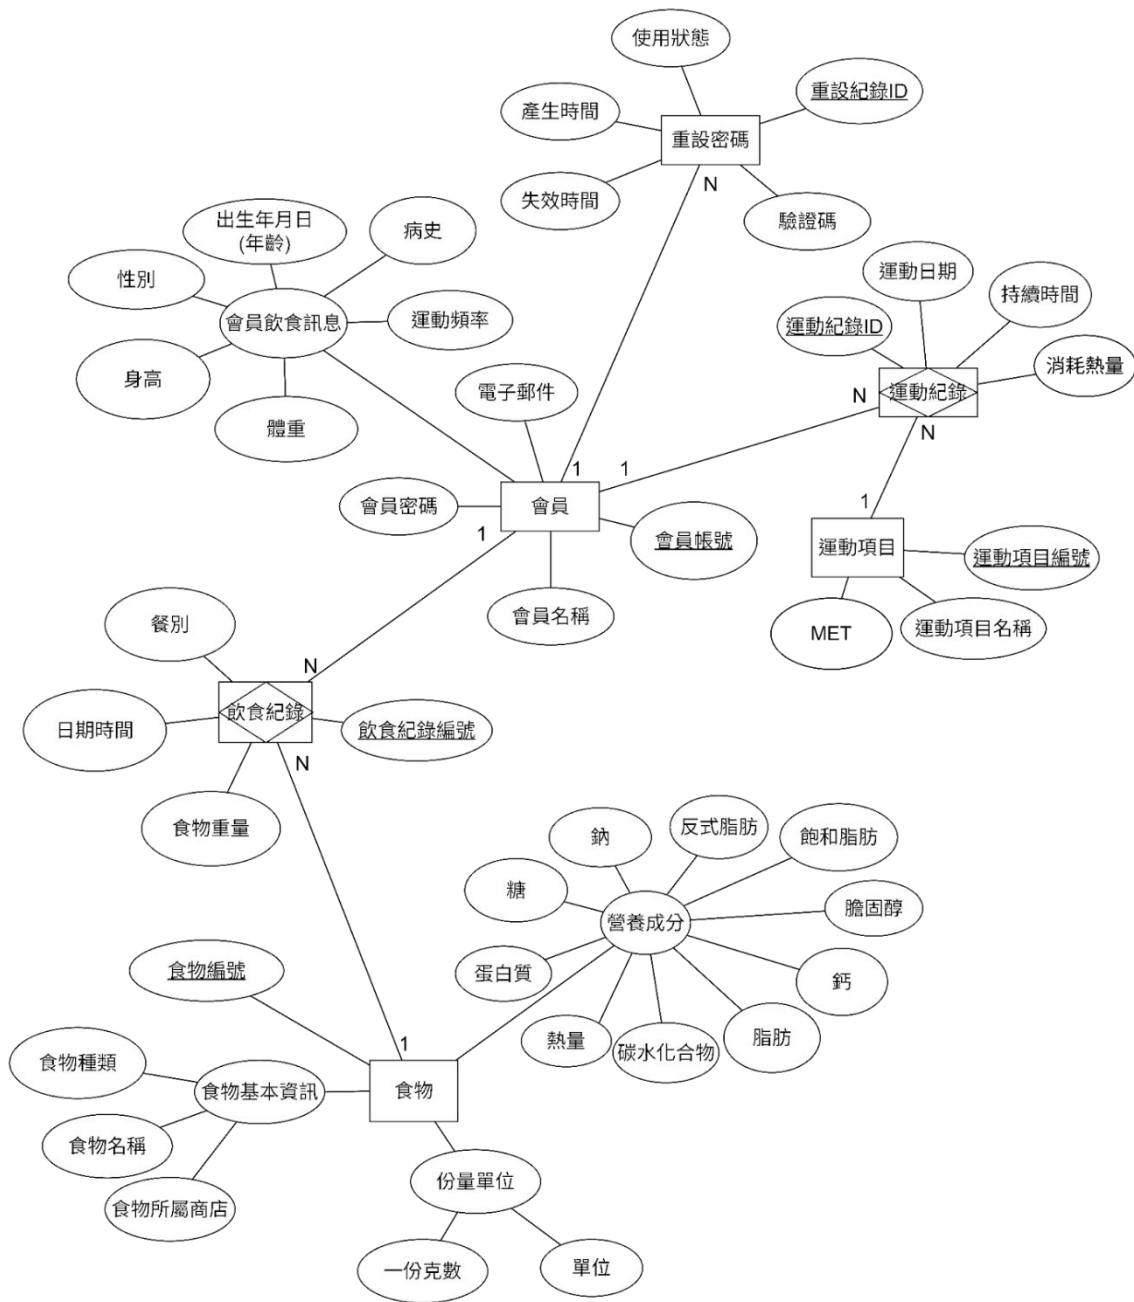 使用狀態
重設紀錄ID
產生時間
重設密碼
失效時間
N
驗證碼
出生年月日
(年齡)
病史
性別
會員飲食訊息
運動頻率
身高
體重
運動日期
持續時間
運動紀錄ID
消耗熱量
運動紀錄
N
N
電子郵件
1
1
會員密碼
會員
1
會員帳號
會員名稱
1
運動項目
運動項目編號
MET
運動項目名稱
餐別
N
日期時間
飲食紀錄
飲食紀錄編號
N
食物重量
鈉
反式脂肪
飽和脂肪
糖
營養成分
膽固醇
蛋白質
鈣
熱量
碳水化合物
脂肪
食物編號
1
食物種類
食物基本資訊
食物
食物名稱
食物所屬商店
份量單位
一份克數
單位